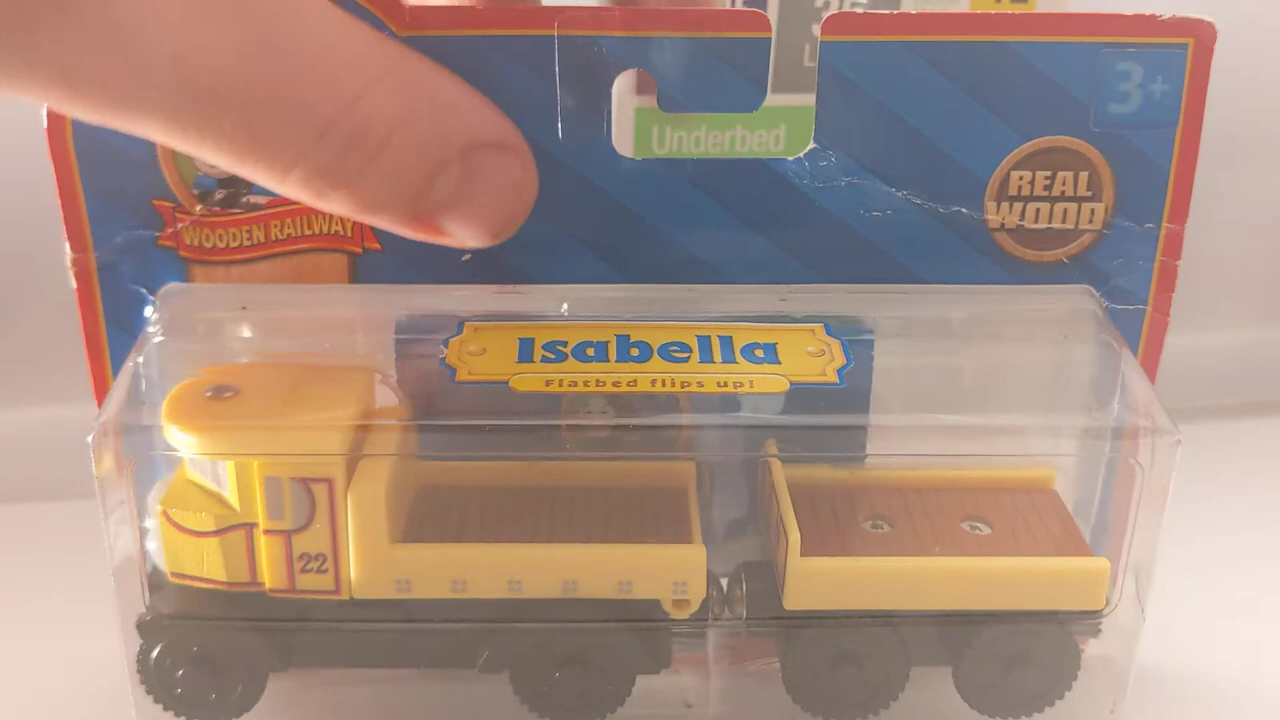 3+
Underbed
REAL
WOOD
WOODEN RAILWAY
Isabella
Flatbed flips up!
22